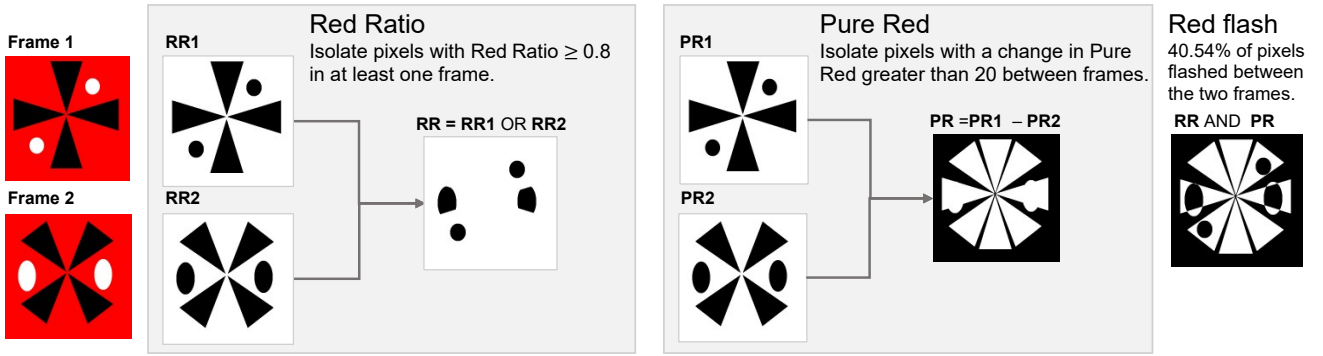 Frame 1
Frame 2
Red Ratio
Isolate pixels with Red Ratio ≥ 0.8
in at least one frame.
RR1
RR = RR1 OR RR2
RR2
Pure Red
Isolate pixels with a change in Pure
Red greater than 20 between frames.
PR1
PR =PR1 – PR2
PR2
Red flash
40.54% of pixels
flashed between
the two frames.
RR AND PR